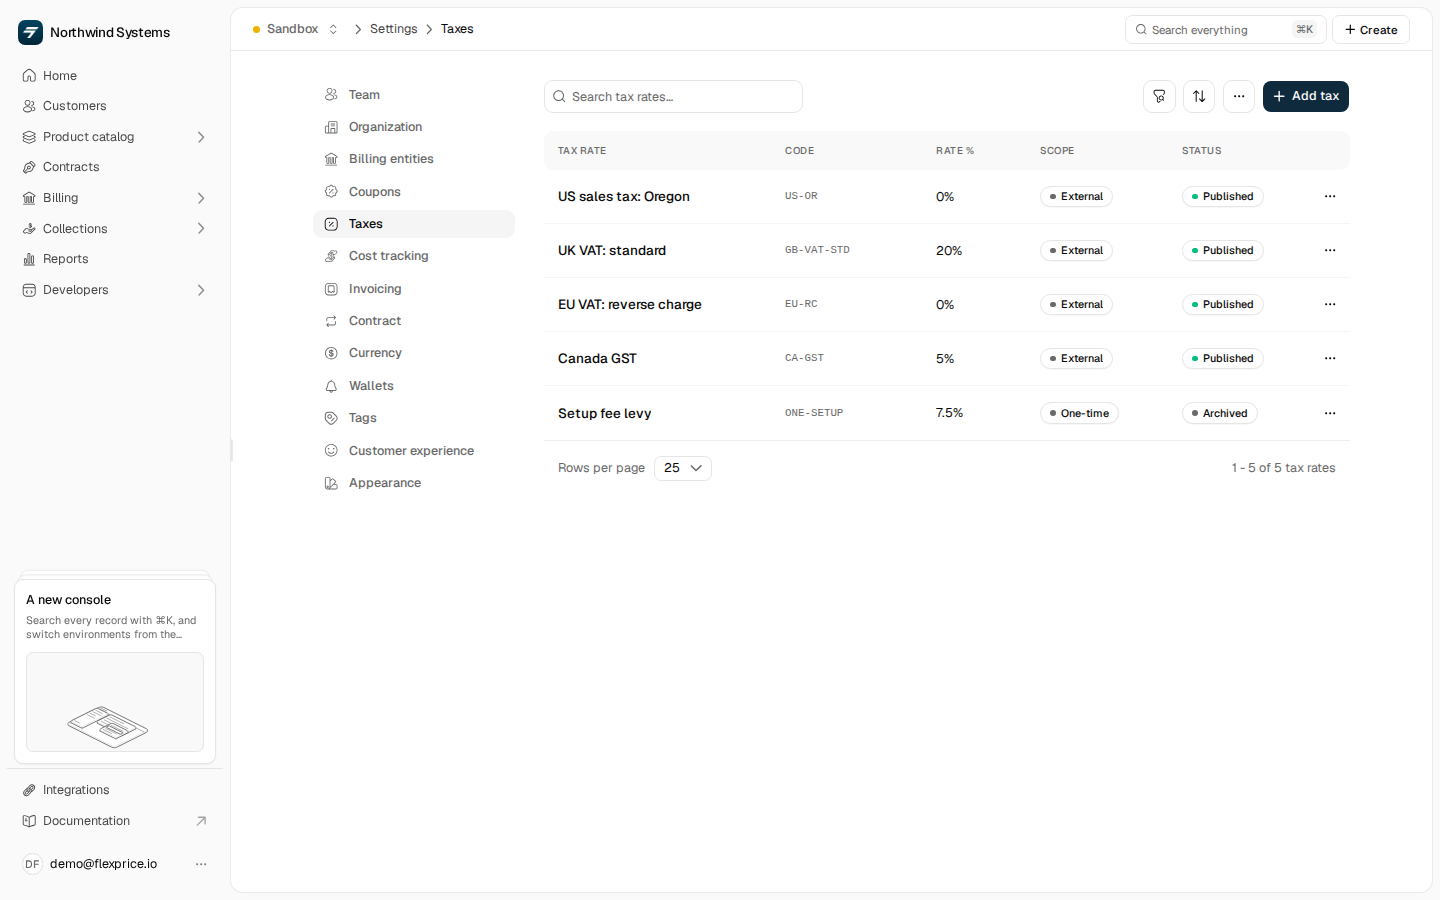 Northwind Systems
Home
Customers
Product catalog
Contracts
Billing
Collections
Reports
Developers
A new console
Search every record with ⌘K, and
switch environments from the...
Integrations
Documentation
DF demo@flexprice.io
Sandbox Settings Taxes
Search everything ⌘K
Create
Team
Organization
Billing entities
Coupons
Taxes
Cost tracking
Invoicing
Contract
Currency
Wallets
Tags
Customer experience
Appearance
Search tax rates...
Add tax
TAX RATE CODE RATE % SCOPE STATUS
US sales tax: Oregon US-OR 0% External Published
UK VAT: standard GB-VAT-STD 20% External Published
EU VAT: reverse charge EU-RC 0% External Published
Canada GST CA-GST 5% External Published
Setup fee levy ONE-SETUP 7.5% One-time Archived
Rows per page 25
1 - 5 of 5 tax rates